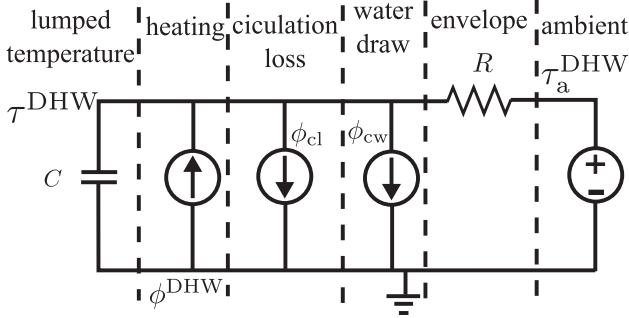 lumped
temperature
heating
ciculation
loss
water
draw
envelope
ambient
τ^DHW
R
τ_a^DHW
C
ϕ_cl
ϕ_cw
ϕ^DHW